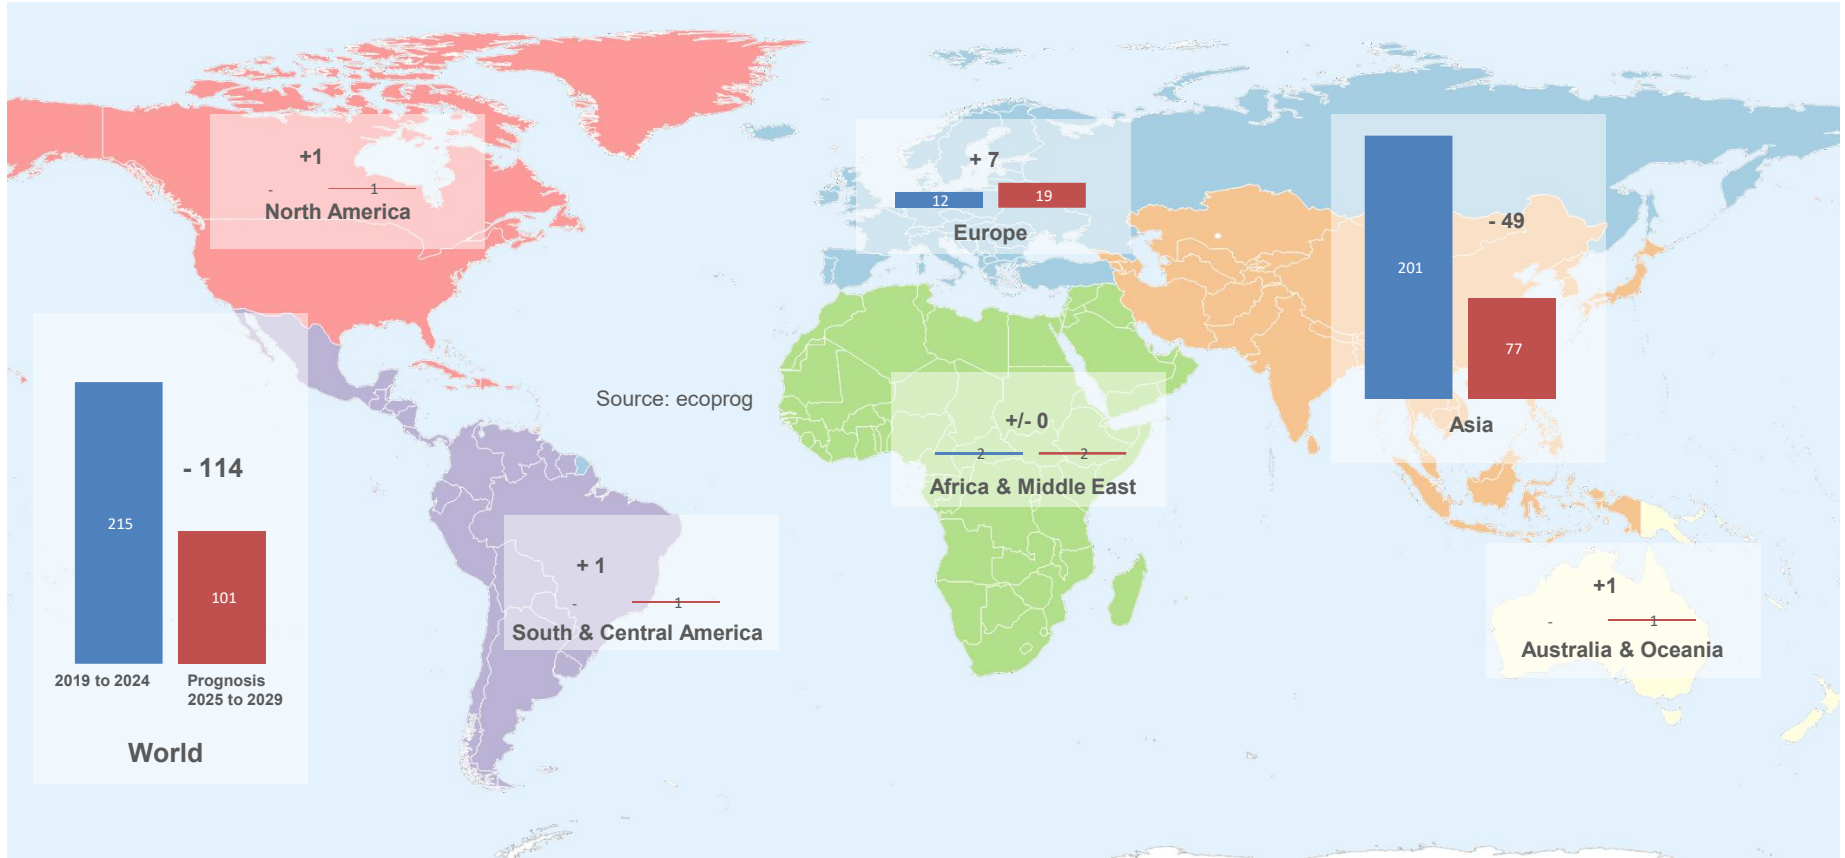 +1
-
1
North America
+ 7
12
19
Europe
- 49
201
77
Asia
Source: ecoprog
+/- 0
2
2
Africa & Middle East
- 114
215
101
2019 to 2024
Prognosis
2025 to 2029
World
+ 1
-
1
South & Central America
+1
-
1
Australia & Oceania